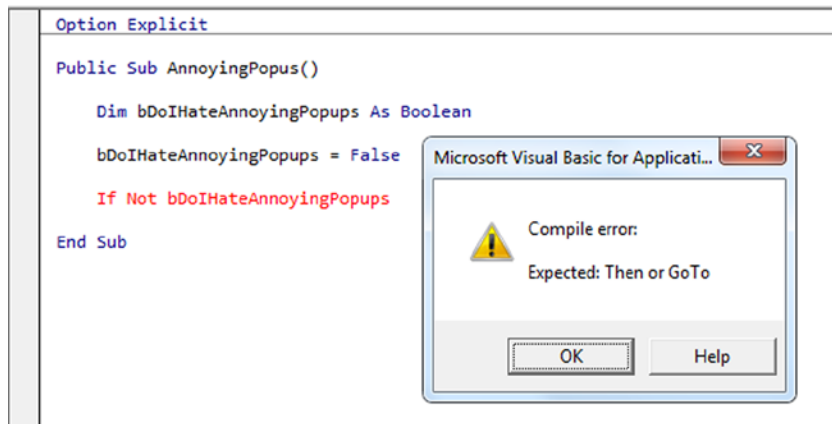 Option Explicit
Public Sub AnnoyingPopus()
Dim bDoIHateAnnoyingPopups As Boolean
bDoIHateAnnoyingPopups = False
If Not bDoIHateAnnoyingPopups
End Sub
Microsoft Visual Basic for Applicati...
Compile error:
Expected: Then or GoTo
OK
Help